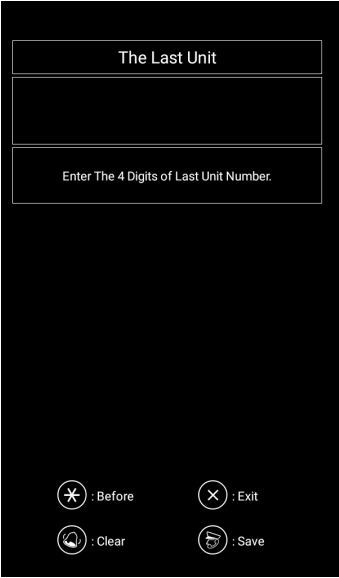 The Last Unit
Enter The 4 Digits of Last Unit Number.
: Before
: Exit
: Clear
: Save